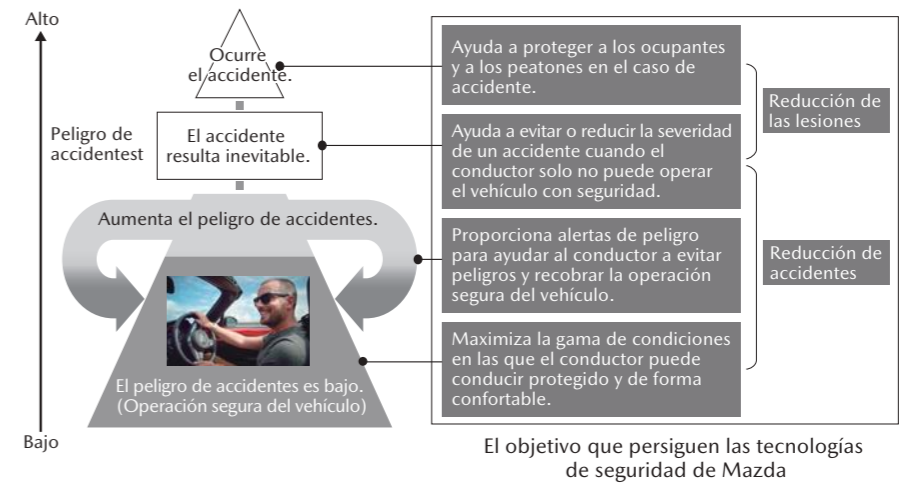 Alto
Ocurre
el accidente.
Peligro de
accidentest
El accidente
resulta inevitable.
Aumenta el peligro de accidentes.
El peligro de accidentes es bajo.
(Operación segura del vehículo)
Bajo
Ayuda a proteger a los ocupantes
y a los peatones en el caso de
accidente.
Ayuda a evitar o reducir la severidad
de un accidente cuando el
conductor solo no puede operar
el vehículo con seguridad.
Proporciona alertas de peligro
para ayudar al conductor a evitar
peligros y recobrar la operación
segura del vehículo.
Maximiza la gama de condiciones
en las que el conductor puede
conducir protegido y de forma
confortable.
Reducción de
las lesiones
Reducción de
accidentes
El objetivo que persiguen las tecnologías
de seguridad de Mazda